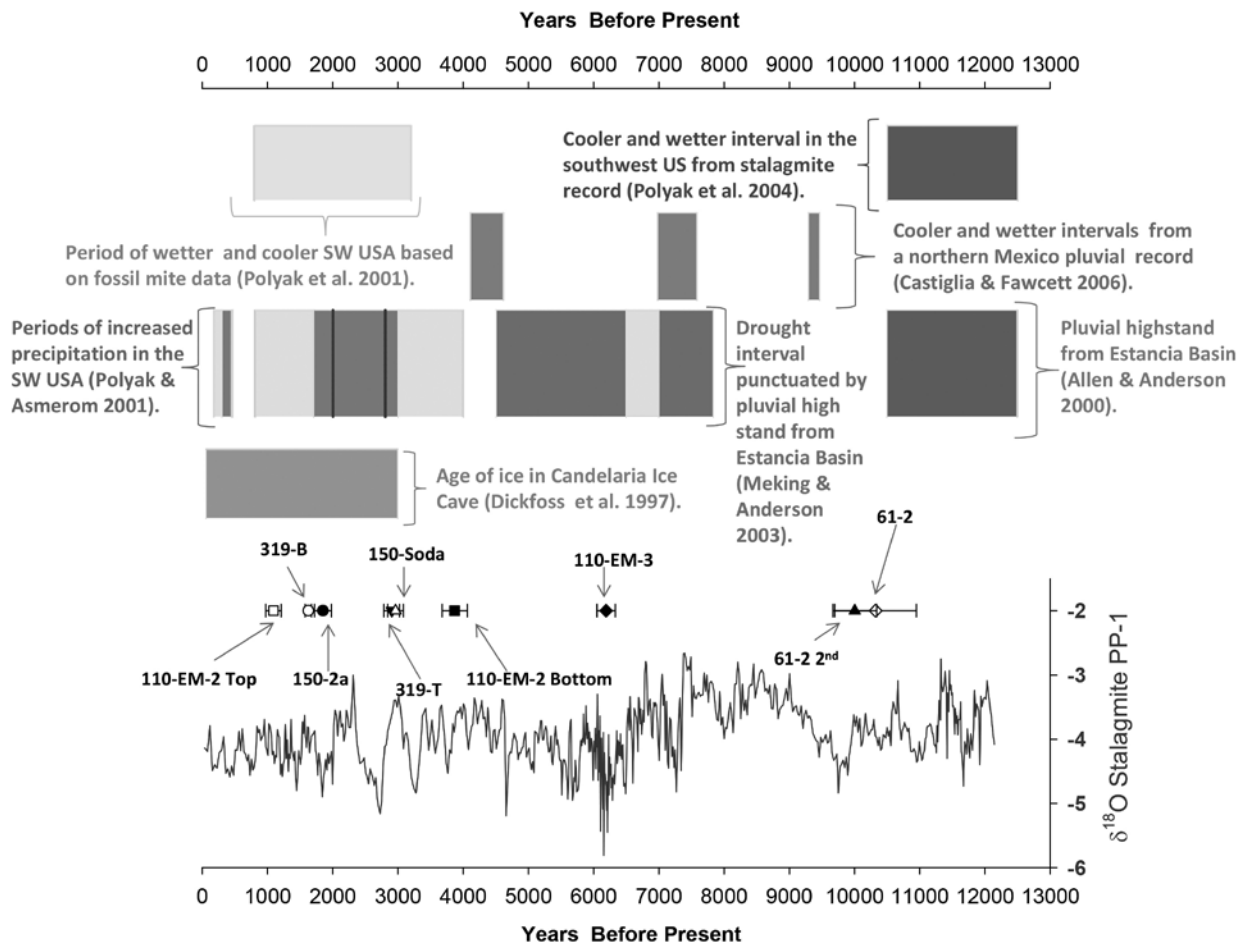 Years Before Present
0 1000 2000 3000 4000 5000 6000 7000 8000 9000 10000 11000 12000 13000
Cooler and wetter interval in the
southwest US from stalagmite
record (Polyak et al. 2004).
Period of wetter and cooler SW USA based
on fossil mite data (Polyak et al. 2001).
Cooler and wetter intervals from
a northern Mexico pluvial record
(Castiglia & Fawcett 2006).
Periods of increased
precipitation in the
SW USA (Polyak &
Asmerom 2001).
Drought
interval
punctuated by
pluvial high
stand from
Estancia Basin
(Meking &
Anderson
2003).
Pluvial highstand
from Estancia Basin
(Allen & Anderson
2000).
Age of ice in Candelaria Ice
Cave (Dickfoss et al. 1997).
319-B
150-Soda
110-EM-3
61-2
110-EM-2 Top
150-2a
319-T
110-EM-2 Bottom
61-2 2nd
-2
-3
-4
-5
-6
δ18O Stalagmite PP-1
0 1000 2000 3000 4000 5000 6000 7000 8000 9000 10000 11000 12000 13000
Years Before Present